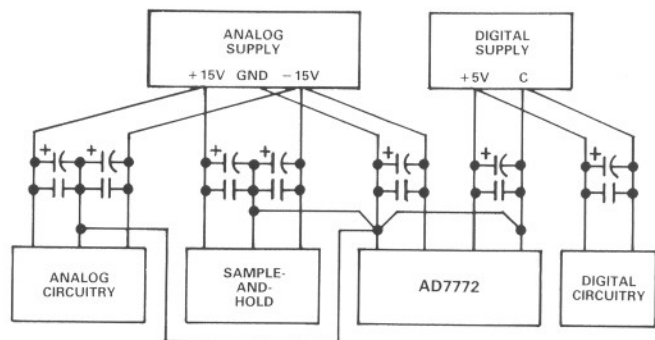 ANALOG
SUPPLY
+15V GND −15V
DIGITAL
SUPPLY
+5V C
+ +
+ +
+
+
+
ANALOG
CIRCUITRY
SAMPLE-
AND-
HOLD
AD7772
DIGITAL
CIRCUITRY